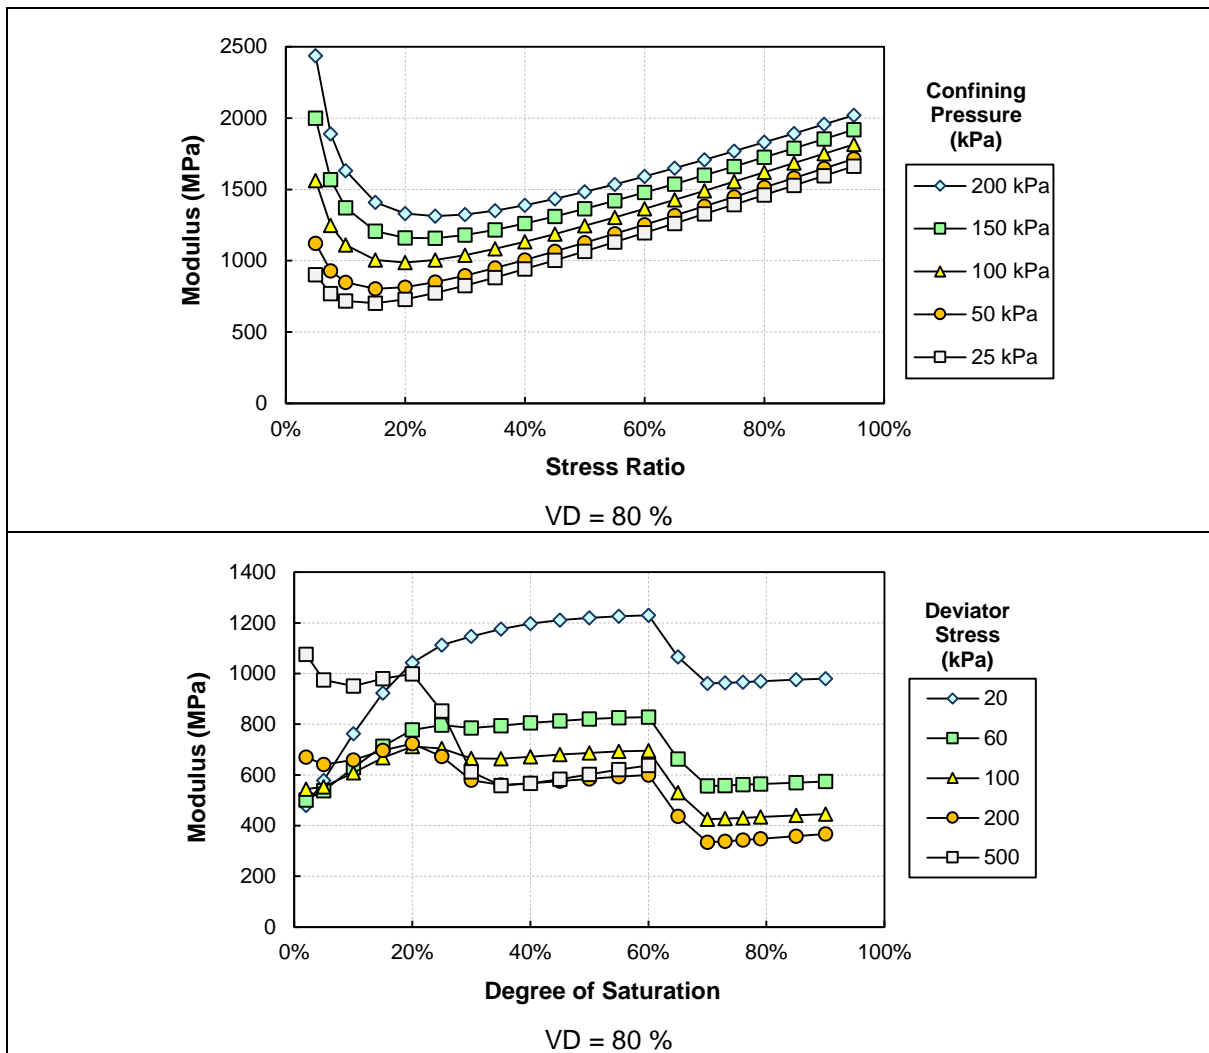 2500
2000
1500
1000
500
0
Modulus (MPa)
0% 20% 40% 60% 80% 100%
Stress Ratio
Confining
Pressure
(kPa)
200 kPa
150 kPa
100 kPa
50 kPa
25 kPa
VD = 80 %
1400
1200
1000
800
600
400
200
0
Modulus (MPa)
0% 20% 40% 60% 80% 100%
Degree of Saturation
Deviator
Stress
(kPa)
20
60
100
200
500
VD = 80 %